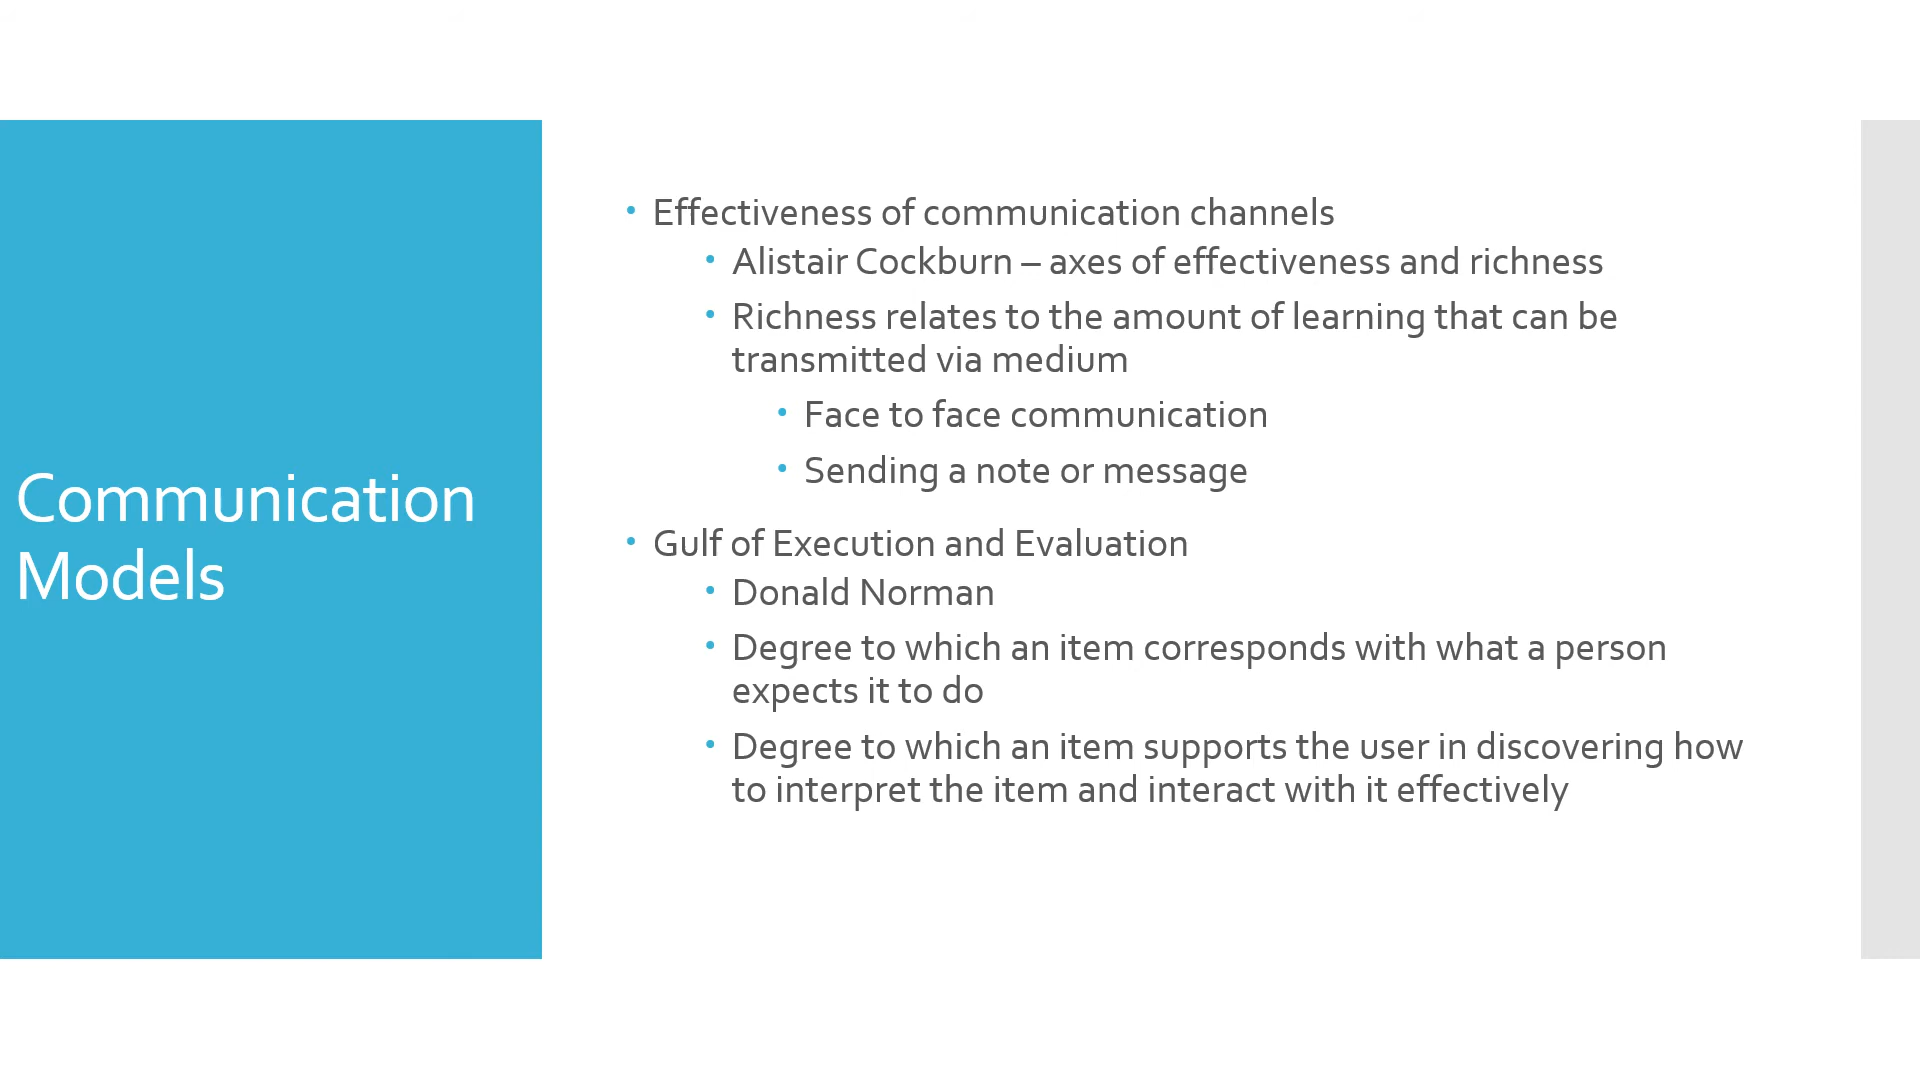 Communication
Models
• Effectiveness of communication channels
• Alistair Cockburn – axes of effectiveness and richness
• Richness relates to the amount of learning that can be
transmitted via medium
• Face to face communication
• Sending a note or message
• Gulf of Execution and Evaluation
• Donald Norman
• Degree to which an item corresponds with what a person
expects it to do
• Degree to which an item supports the user in discovering how
to interpret the item and interact with it effectively